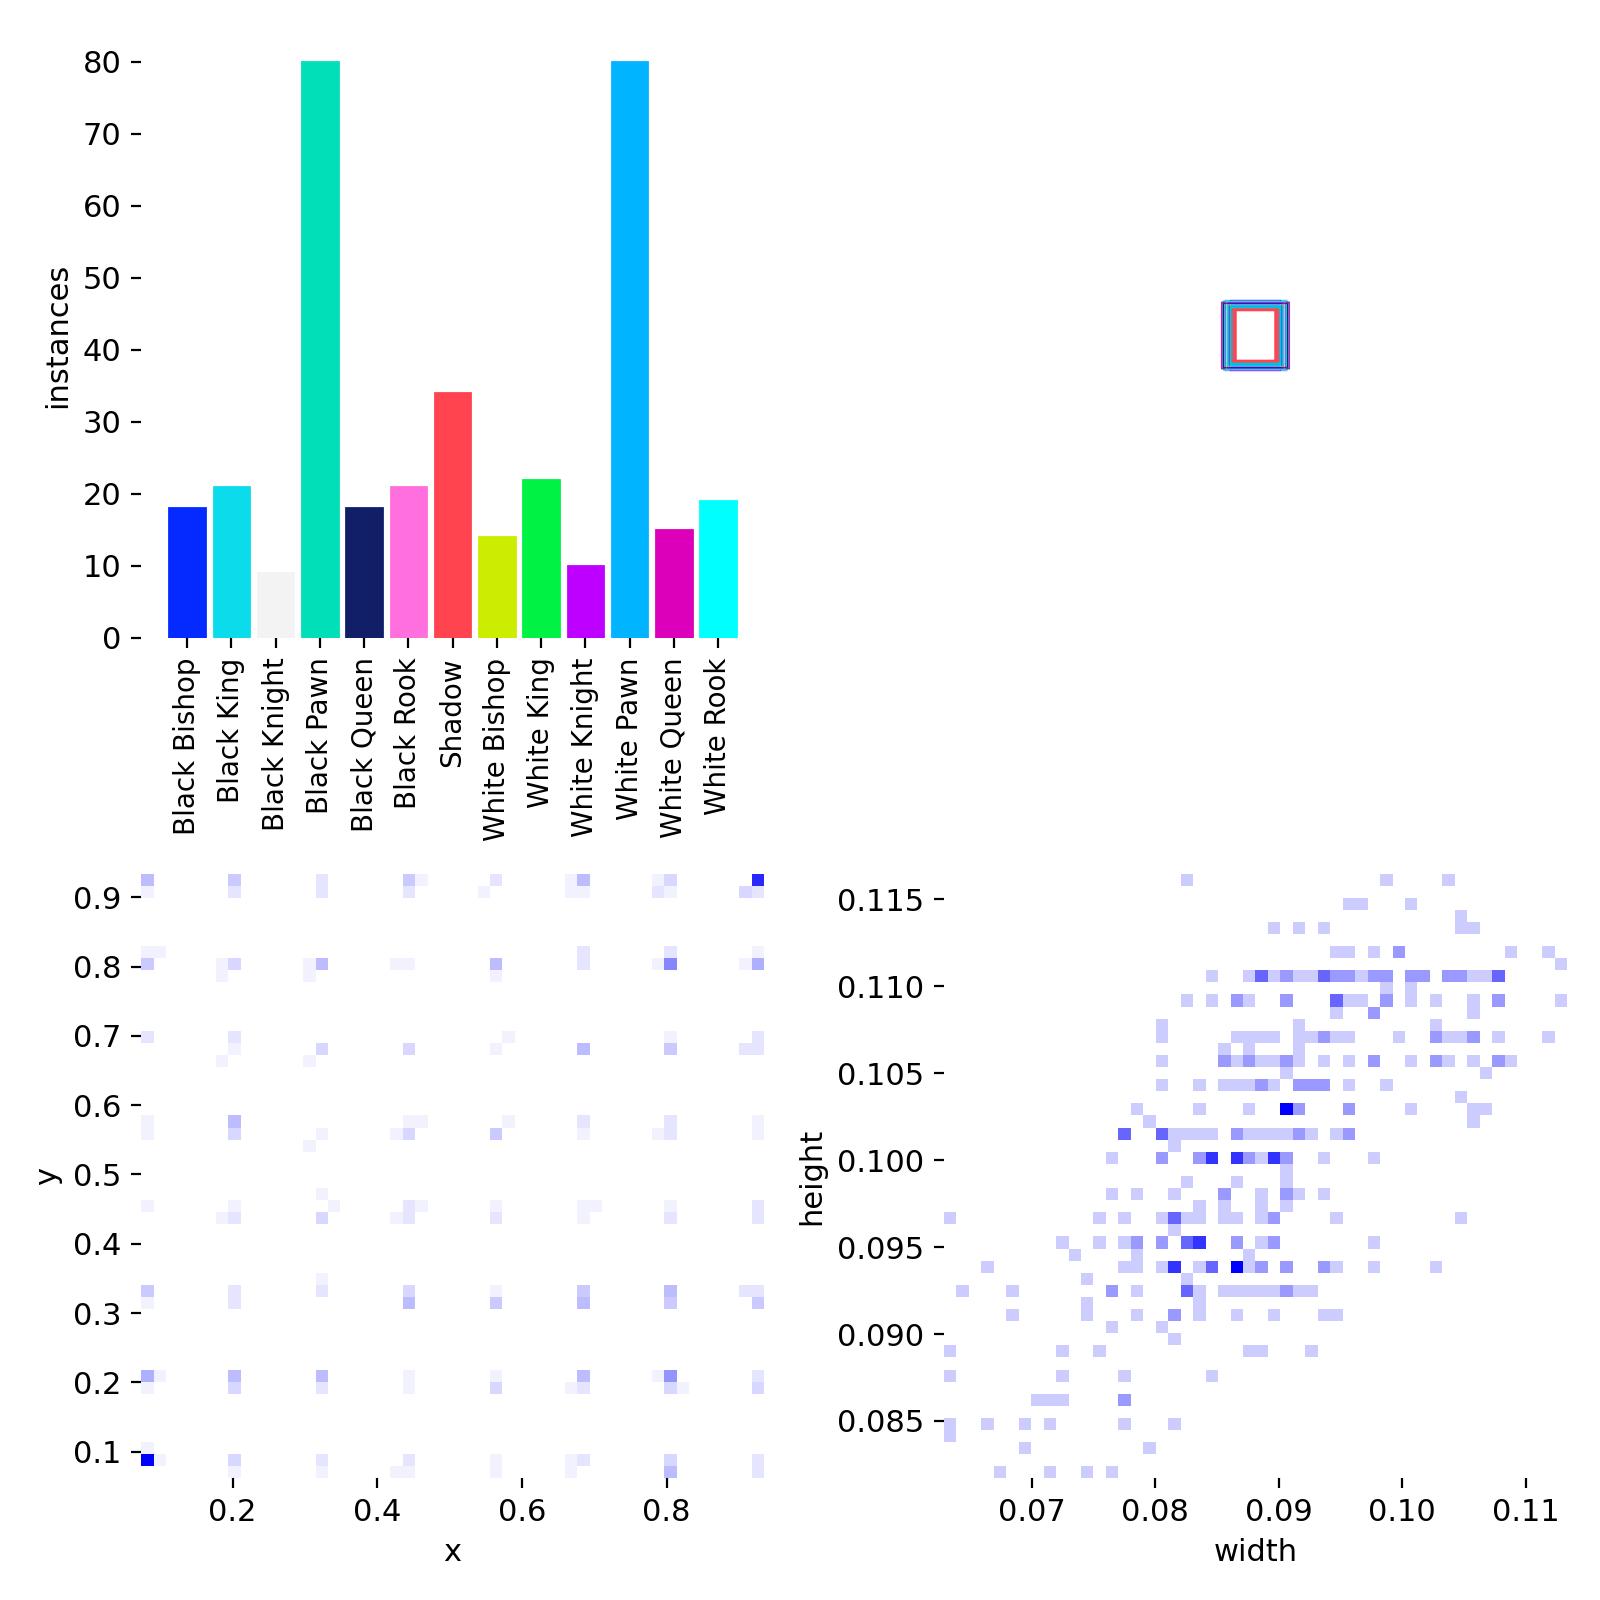 80
70
60
50
40
30
20
10
0
instances
Black Bishop
Black King
Black Knight
Black Pawn
Black Queen
Black Rook
Shadow
White Bishop
White King
White Knight
White Pawn
White Queen
White Rook
0.9
0.8
0.7
0.6
0.5
0.4
0.3
0.2
0.1
y
0.2 0.4 0.6 0.8
x
0.115
0.110
0.105
0.100
0.095
0.090
0.085
height
0.07 0.08 0.09 0.10 0.11
width